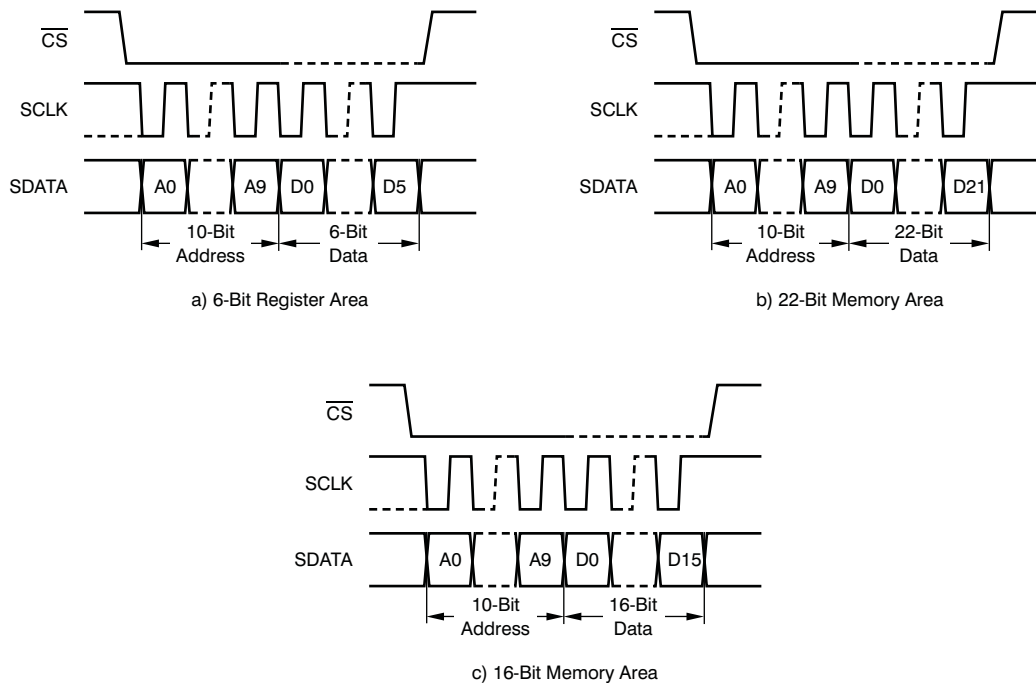 CS CS
SCLK SCLK
SDATA A0 A9 D0 D5 SDATA A0 A9 D0 D21
10-Bit 6-Bit 10-Bit 22-Bit
Address Data Address Data
a) 6-Bit Register Area b) 22-Bit Memory Area
CS
SCLK
SDATA A0 A9 D0 D15
10-Bit 16-Bit
Address Data
c) 16-Bit Memory Area